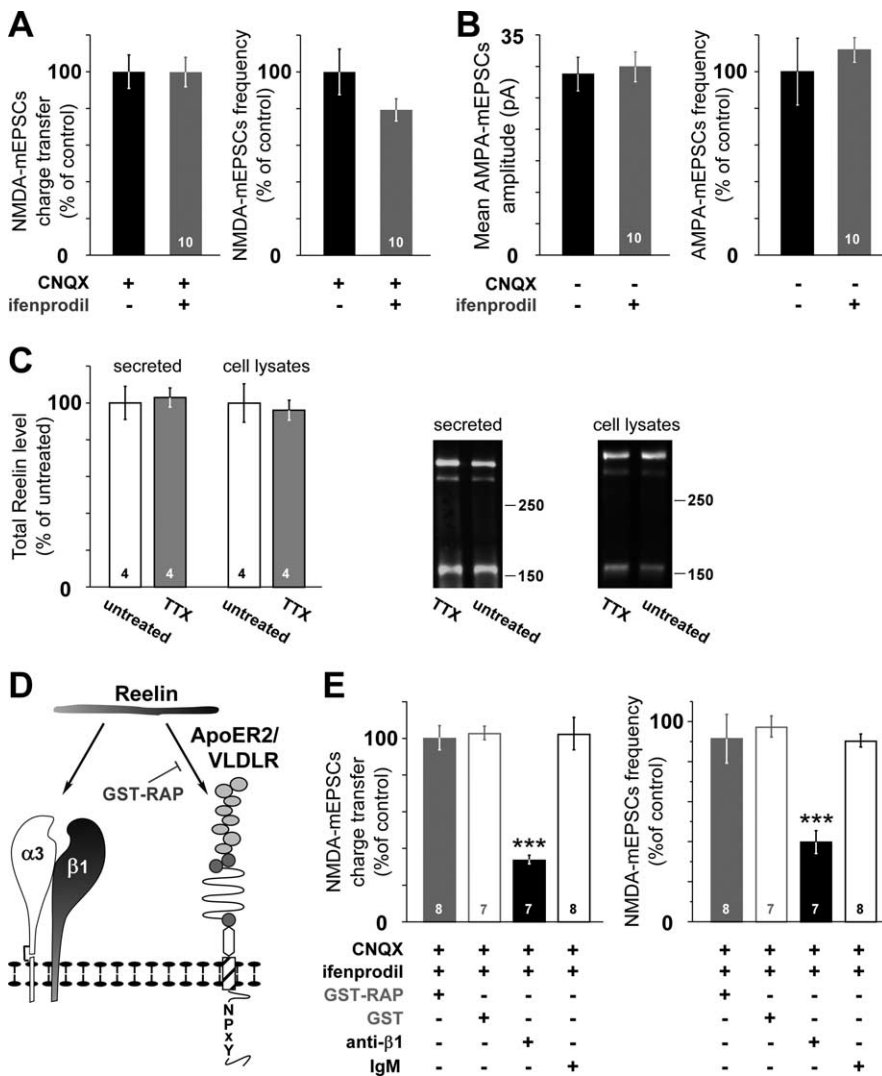 A
NMDA-mEPSCs
charge transfer
(% of control)
100
0
10
CNQX + +
ifenprodil - +
NMDA-mEPSCs frequency
(% of control)
100
0
10
+ +
- +
B
Mean AMPA-mEPSCs
amplitude (pA)
35
0
10
CNQX - -
ifenprodil - +
AMPA-mEPSCs frequency
(% of control)
100
0
10
- -
- +
C
Total Reelin level
(% of untreated)
secreted cell lysates
100
0
4 4 4 4
untreated TTX untreated TTX
secreted
250
150
TTX untreated
cell lysates
250
150
TTX untreated
D
Reelin
ApoER2/
VLDLR
GST-RAP
α3
β1
N
P
x
Y
E
NMDA-mEPSCs
charge transfer
(%of control)
100
0
***
8 7 7 8
CNQX + + + +
ifenprodil + + + +
GST-RAP + - - -
GST - + - -
anti-β1 - - + -
IgM - - - +
NMDA-mEPSCs frequency
(%of control)
100
0
***
8 7 7 8
+ + + +
+ + + +
+ - - -
- + - -
- - + -
- - - +